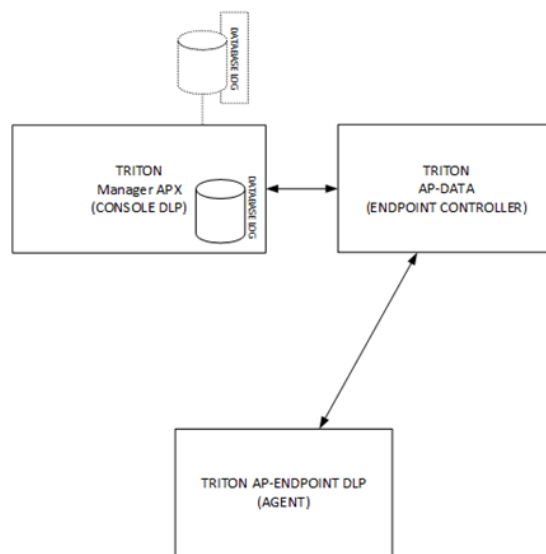 DATABASE LOG
TRITON
Manager APX
(CONSOLE DLP)
DATABASE LOG
TRITON
AP-DATA
(ENDPOINT CONTROLLER)
TRITON AP-ENDPOINT DLP
(AGENT)